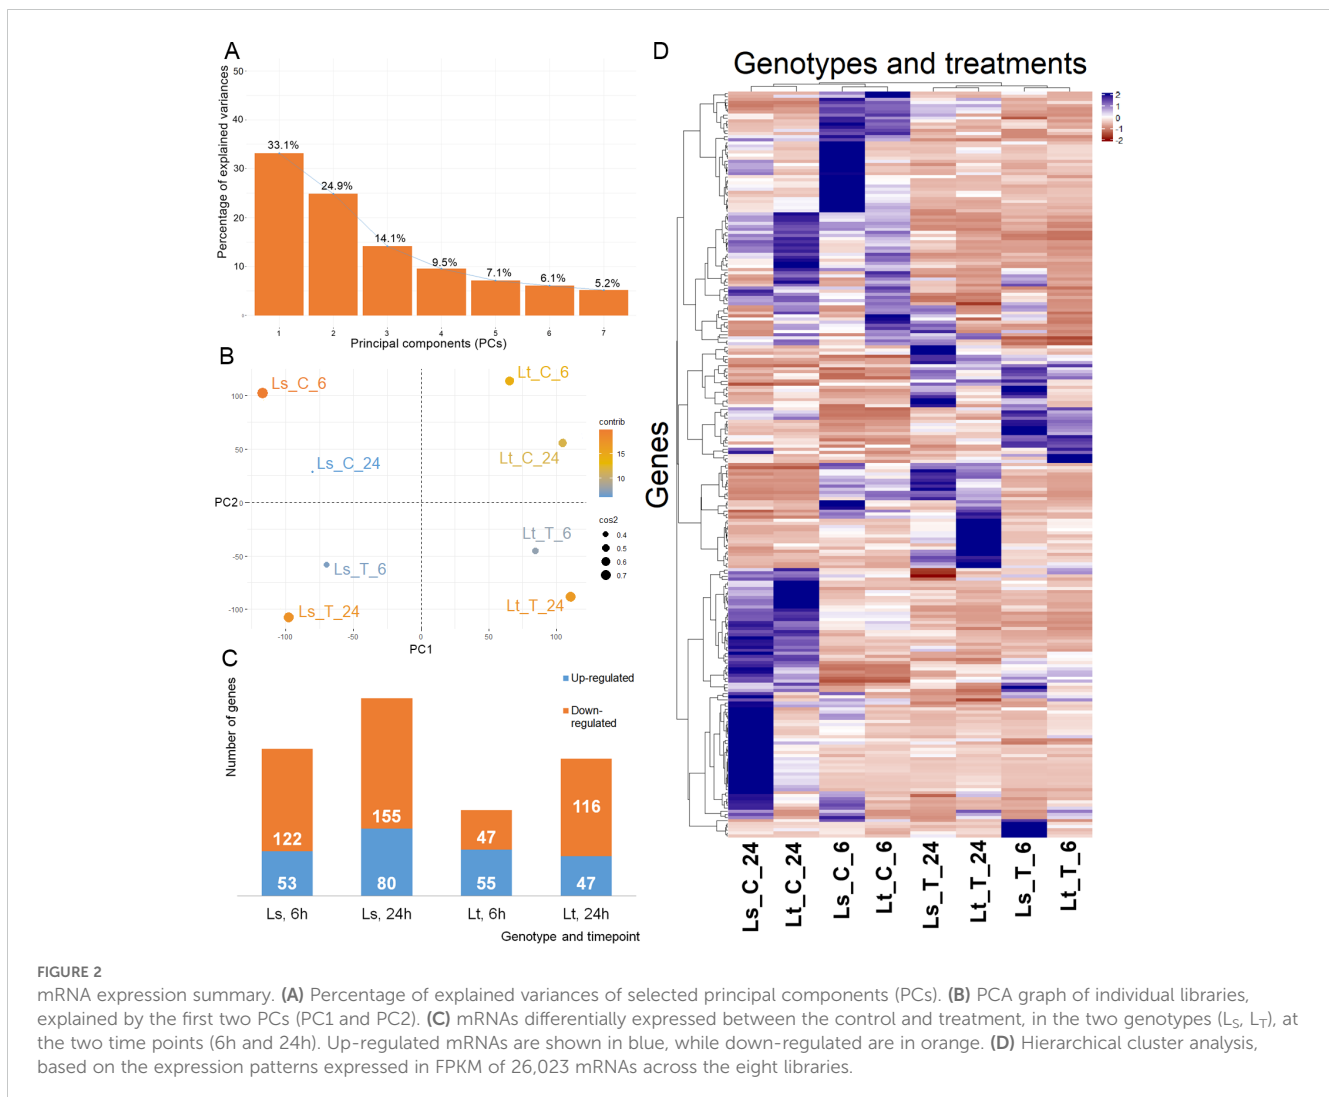 A
Percentage of explained variances
50
40
30
20
10
33.1%
24.9%
14.1%
9.5%
7.1%
6.1%
5.2%
1 2 3 4 5 6 7
Principal components (PCs)
B
100
50
0
-50
-100
PC2
Ls_C_6
Lt_C_6
Lt_C_24
Ls_C_24
Lt_T_6
Ls_T_6
Ls_T_24
Lt_T_24
-100 -50 0 50 100
PC1
contrib
15
10
cos2
0.4
0.5
0.6
0.7
C
Number of genes
Up-regulated
Down-
regulated
122
155
47
116
53
80
55
47
Ls, 6h
Ls, 24h
Lt, 6h
Lt, 24h
Genotype and timepoint
D
Genotypes and treatments
2
1
0
-1
-2
Genes
Ls_C_24
Lt_C_24
Ls_C_6
Lt_C_6
Ls_T_24
Lt_T_24
Ls_T_6
Lt_T_6
FIGURE 2
mRNA expression summary. (A) Percentage of explained variances of selected principal components (PCs). (B) PCA graph of individual libraries,
explained by the first two PCs (PC1 and PC2). (C) mRNAs differentially expressed between the control and treatment, in the two genotypes (LS, LT), at
the two time points (6h and 24h). Up-regulated mRNAs are shown in blue, while down-regulated are in orange. (D) Hierarchical cluster analysis,
based on the expression patterns expressed in FPKM of 26,023 mRNAs across the eight libraries.